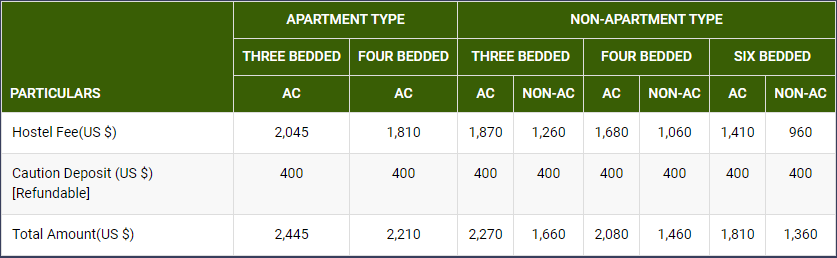 APARTMENT TYPE NON-APARTMENT TYPE
THREE BEDDED FOUR BEDDED THREE BEDDED FOUR BEDDED SIX BEDDED
PARTICULARS AC AC AC NON-AC AC NON-AC AC NON-AC
Hostel Fee(US $) 2,045 1,810 1,870 1,260 1,680 1,060 1,410 960
Caution Deposit (US $) 400 400 400 400 400 400 400 400
[Refundable]
Total Amount(US $) 2,445 2,210 2,270 1,660 2,080 1,460 1,810 1,360